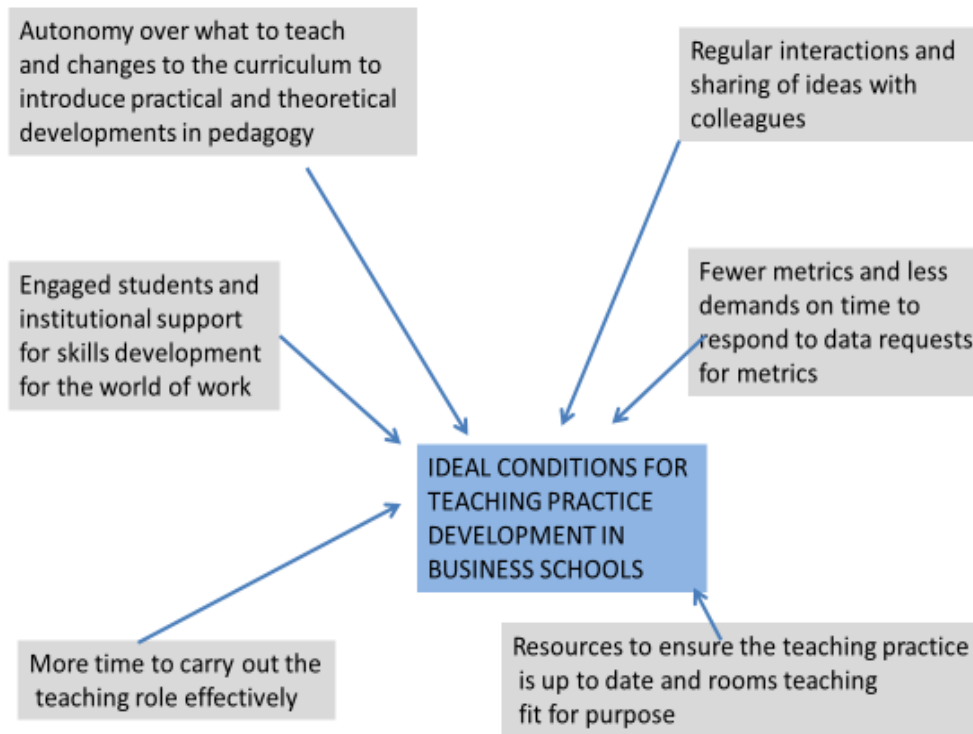 Autonomy over what to teach
and changes to the curriculum to
introduce practical and theoretical
developments in pedagogy
Regular interactions and
sharing of ideas with
colleagues
Engaged students and
institutional support
for skills development
for the world of work
Fewer metrics and less
demands on time to
respond to data requests
for metrics
IDEAL CONDITIONS FOR
TEACHING PRACTICE
DEVELOPMENT IN
BUSINESS SCHOOLS
More time to carry out the
teaching role effectively
Resources to ensure the teaching practice
is up to date and rooms teaching
fit for purpose